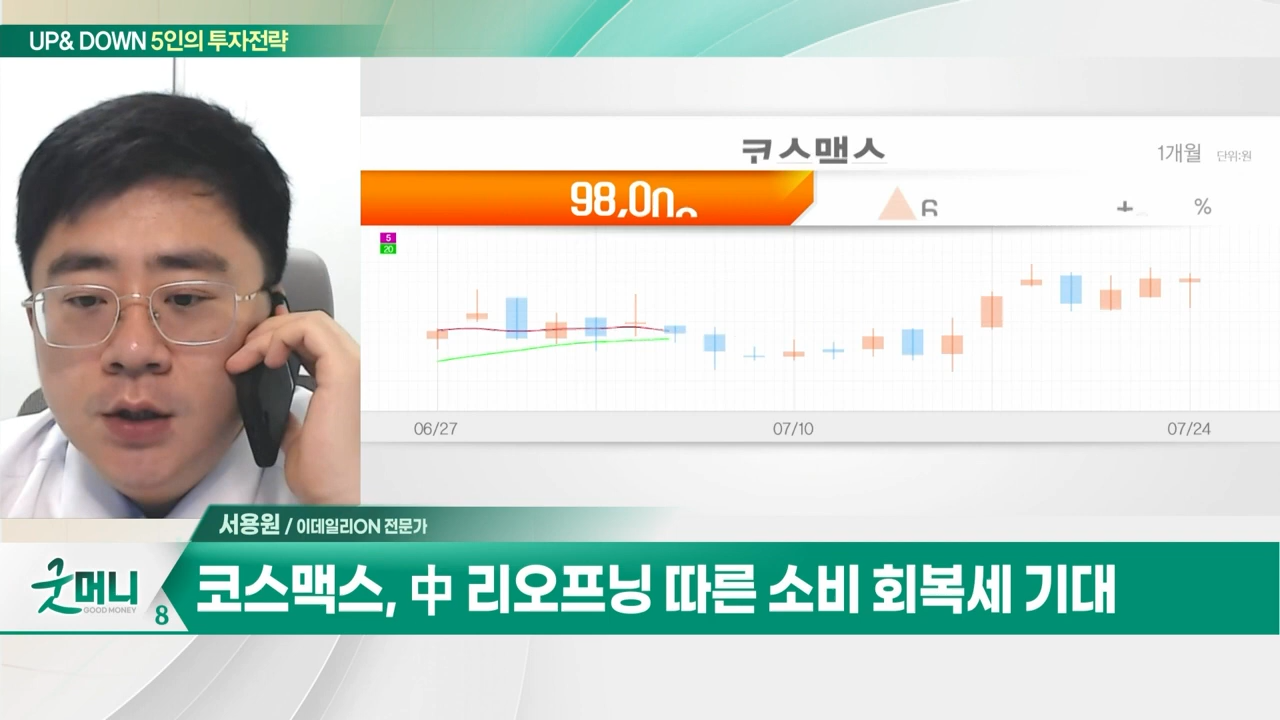 UP& DOWN 5인의 투자전략
코스맥스
1개월 단위:원
%
5
20
06/27 07/10 07/24
서용원 / 이데일리ON 전문가
굿머니
GOOD MONEY
8
코스맥스, 中 리오프닝 따른 소비 회복세 기대